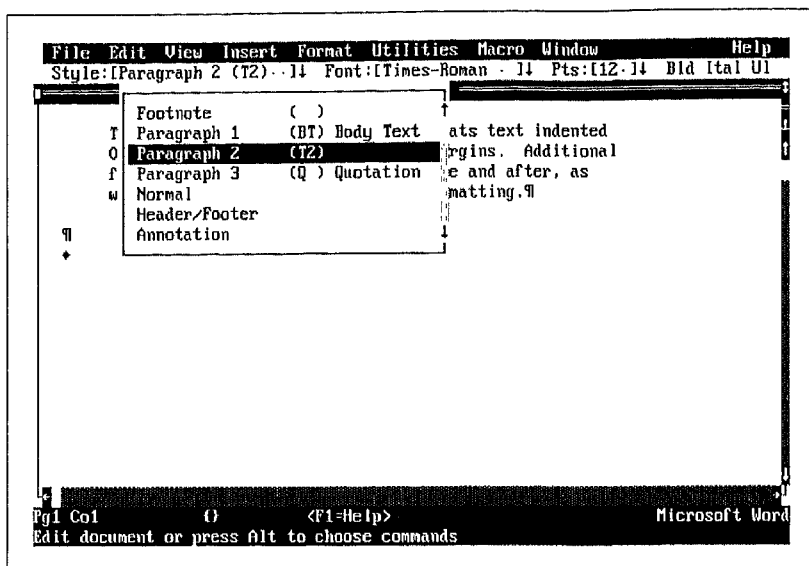 File Edit View Insert Format Utilities Macro Window Help
Style:[Paragraph 2 (T2)··]↓ Font:[Times-Roman · ]↓ Pts:[12·]↓ Bld Ital Ul
Footnote ( )
T Paragraph 1 (BT) Body Text ats text indented
O Paragraph 2 (T2) rgins. Additional
f Paragraph 3 (Q ) Quotation e and after, as
w Normal matting.¶
Header/Footer
¶ Annotation
Pg1 Co1 {} <F1=Help> Microsoft Word
Edit document or press Alt to choose commands